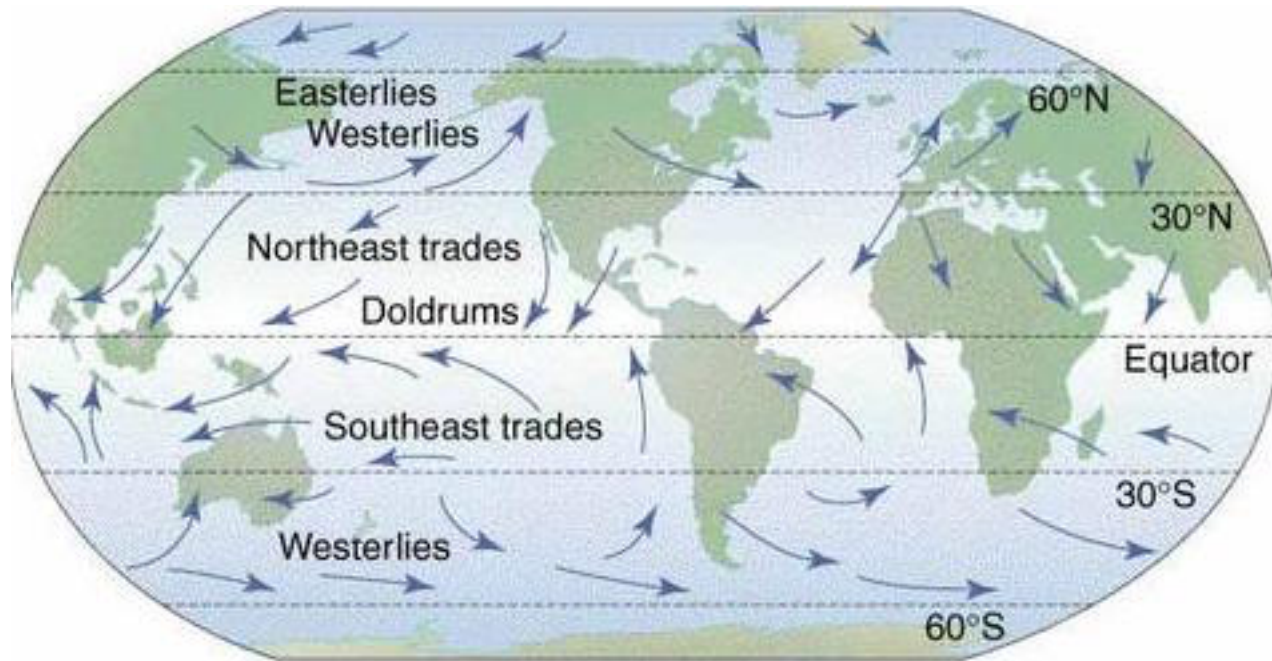 Easterlies
60°N
Westerlies
30°N
Northeast trades
Doldrums
Equator
Southeast trades
30°S
Westerlies
60°S